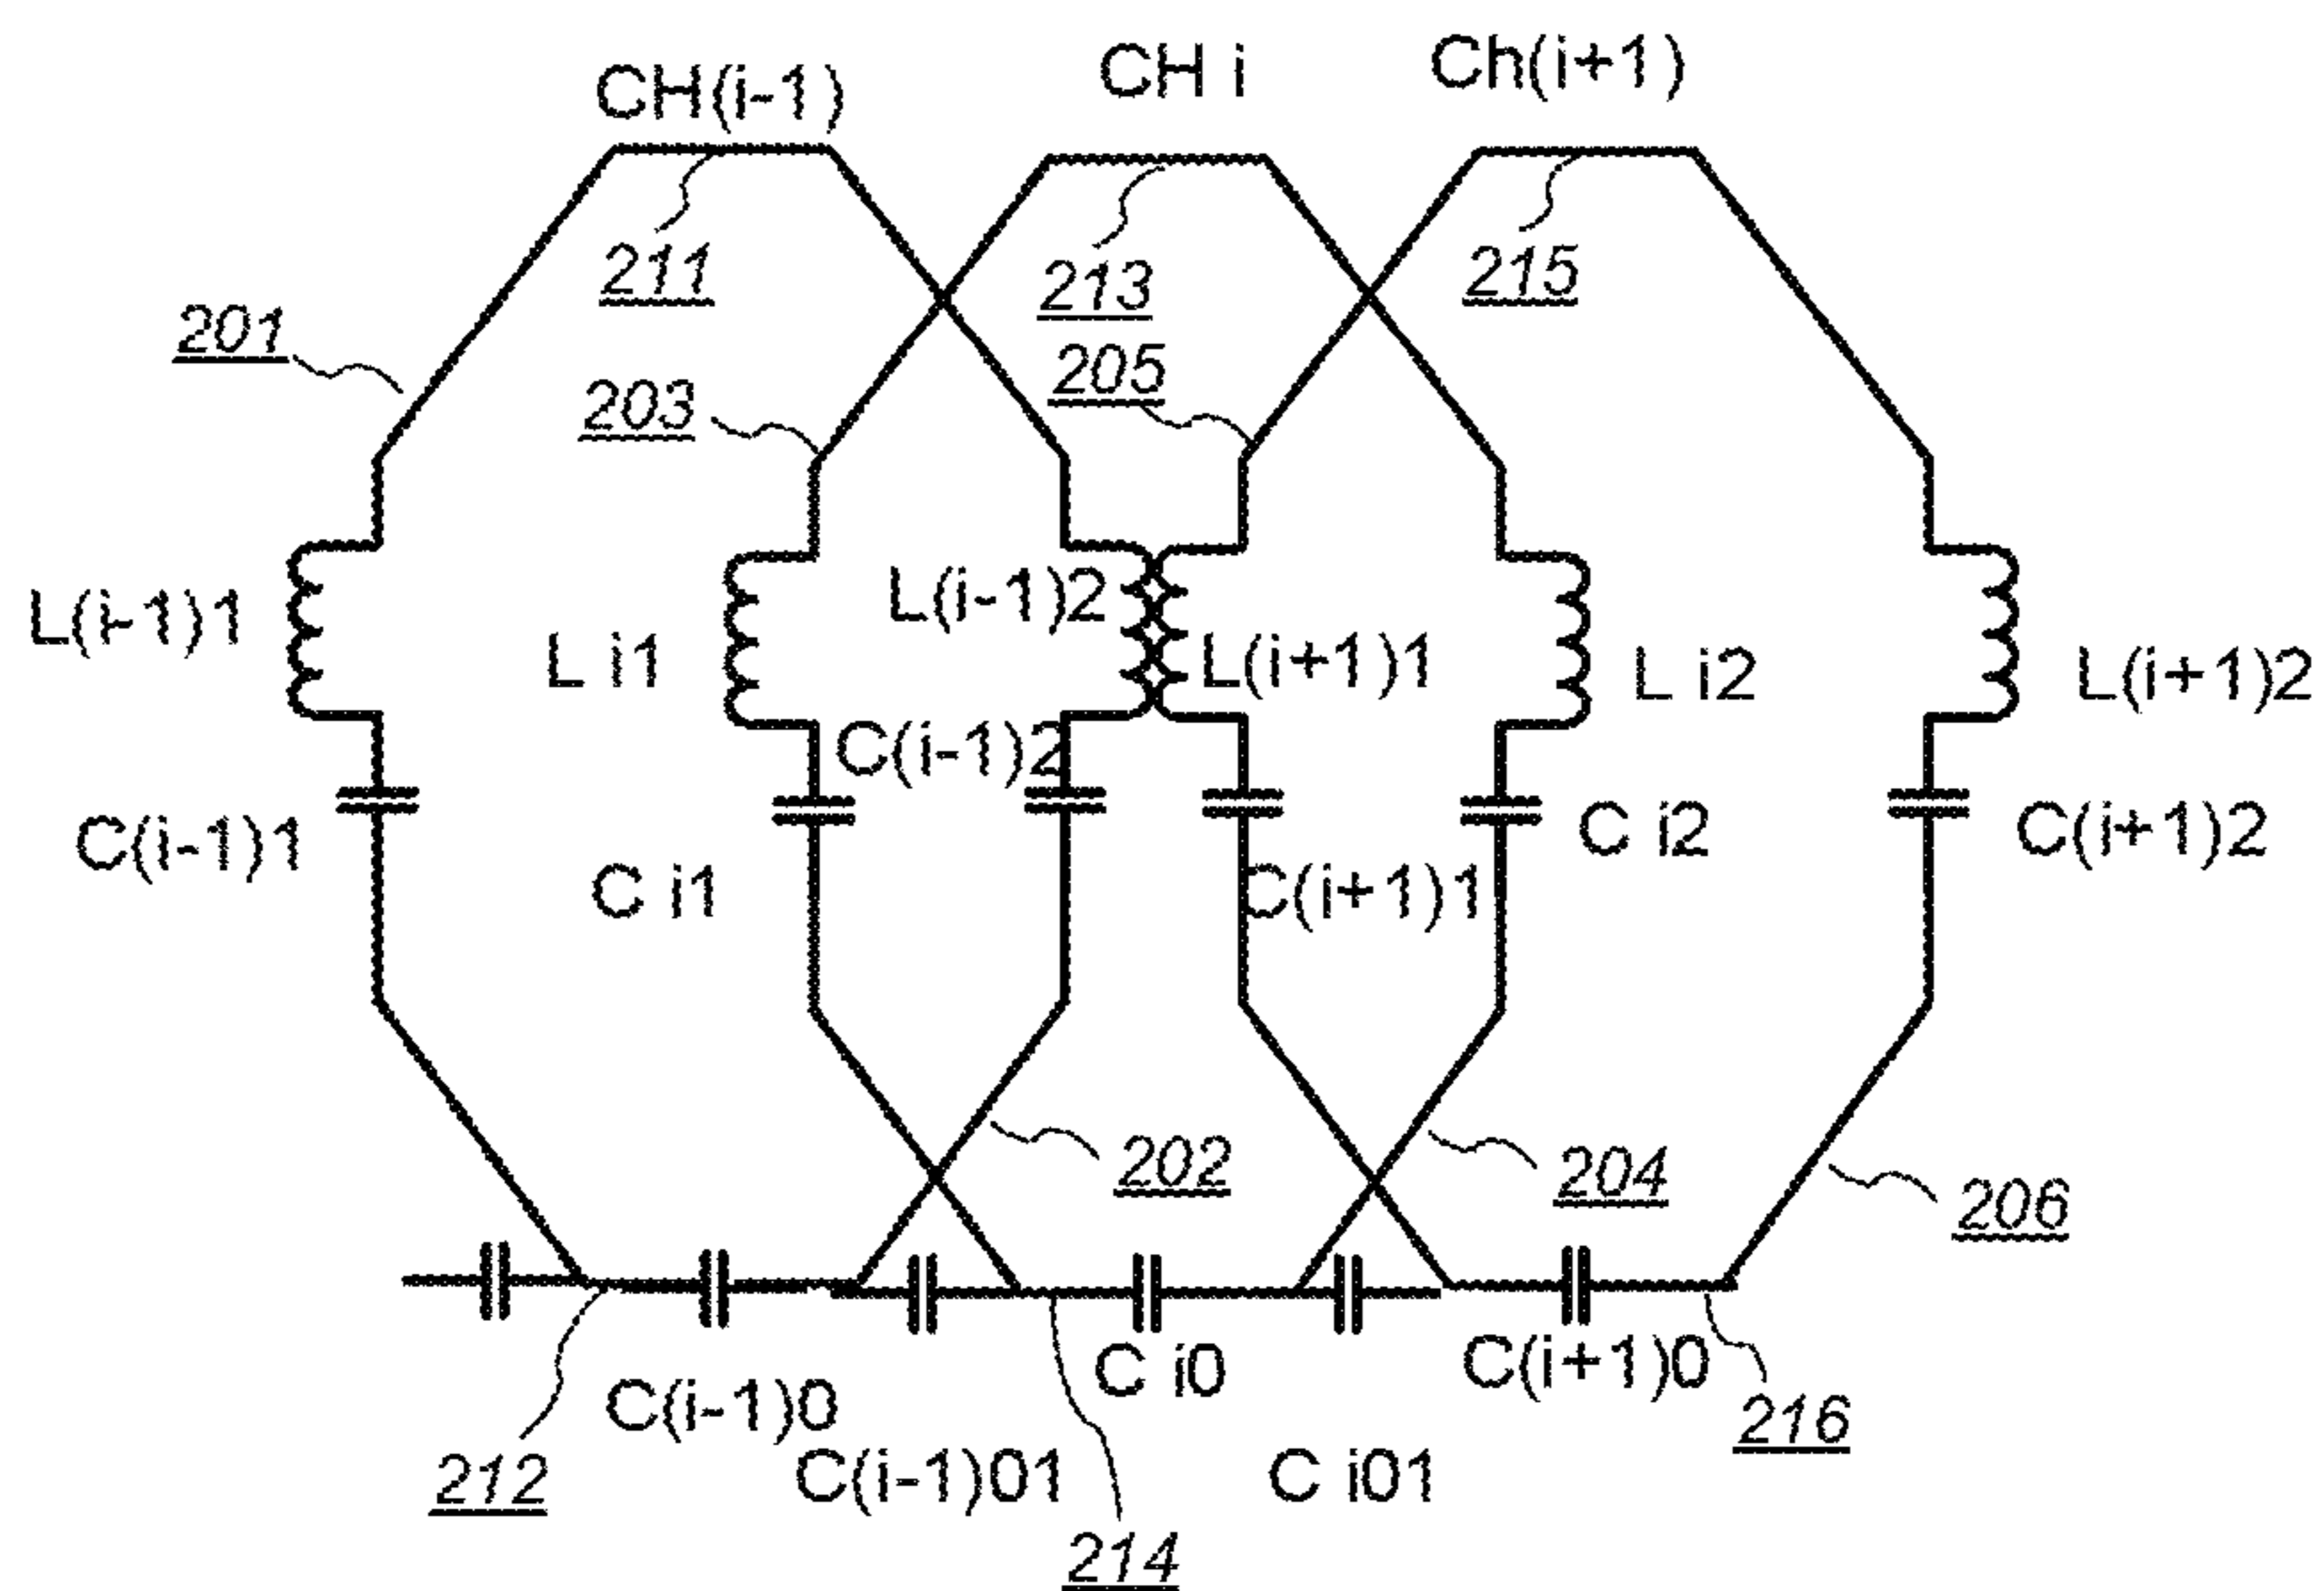 CH(i-1)
CH i
Ch(i+1)
211
213
215
201
203
205
L(i-1)1
L i1
L(i-1)2
L(i+1)1
L i2
L(i+1)2
C(i-1)1
C i1
C(i-1)2
C(i+1)1
C i2
C(i+1)2
202
204
206
C(i-1)0
C i0
C(i+1)0
212
C(i-1)01
C i01
216
214